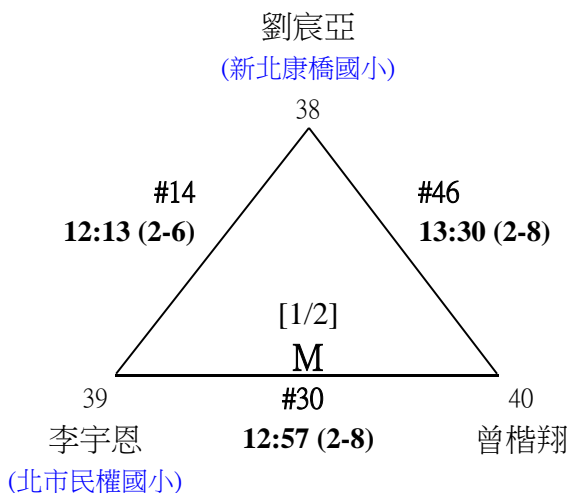 劉宸亞
(新北康橋國小)
38
#14
#46
12:13 (2-6)
13:30 (2-8)
[1/2]
M
39
#30
40
李宇恩
12:57 (2-8)
曾楷翔
(北市民權國小)